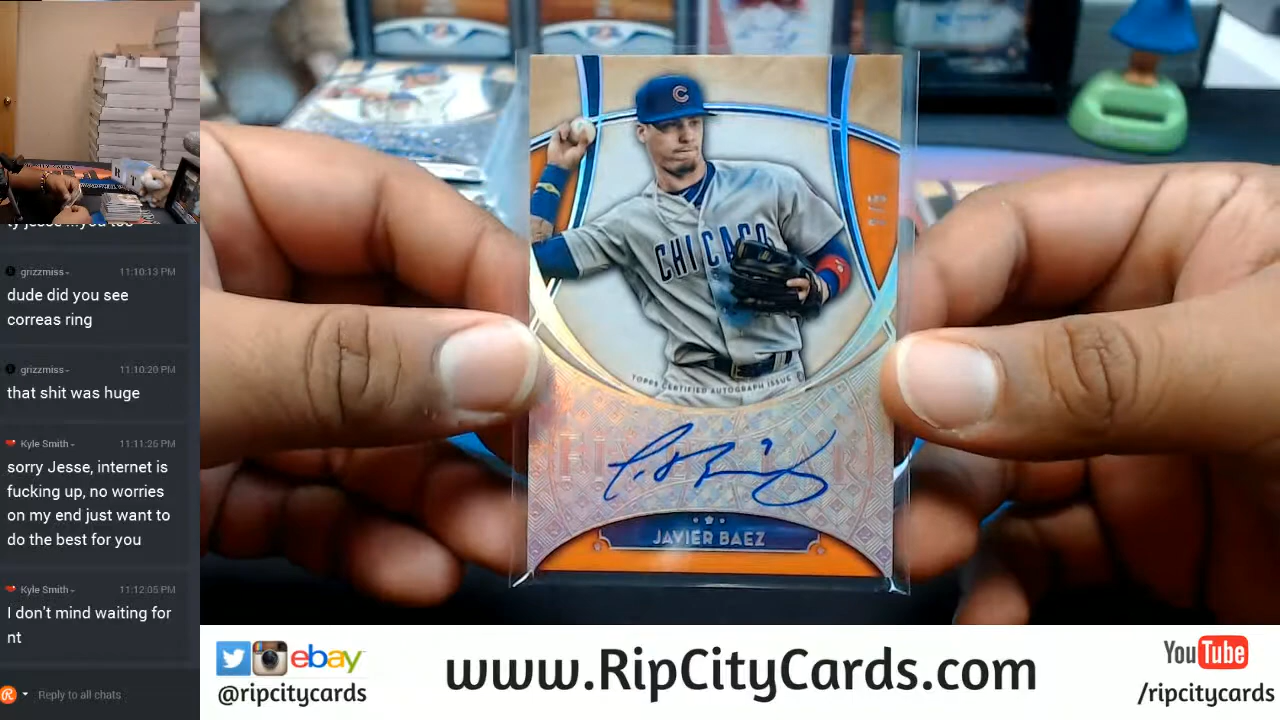 grizzmiss
11:10:13 PM
dude did you see
correas ring
grizzmiss
11:10:20 PM
that shit was huge
Kyle Smith
11:11:25 PM
sorry Jesse, internet is
fucking up, no worries
on my end just want to
do the best for you
Kyle Smith
11:12:05 PM
I don't mind waiting for
nt
Reply to all chats
C
CHICAGO
TOPPS CERTIFIED AUTOGRAPH ISSUE
FIVE STAR
JAVIER BAEZ
ebay
@ripcitycards
www.RipCityCards.com
YouTube
/ripcitycards